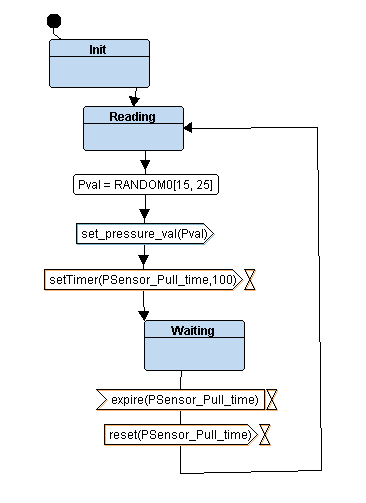 Init
Reading
Pval = RANDOM0[15, 25]
set_pressure_val(Pval)
setTimer(PSensor_Pull_time,100)
Waiting
expire(PSensor_Pull_time)
reset(PSensor_Pull_time)